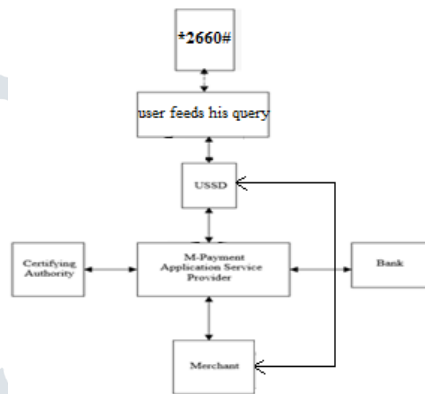 *2660#
user feeds his query
USSD
Certifying
Authority
M-Payment
Application Service
Provider
Bank
Merchant